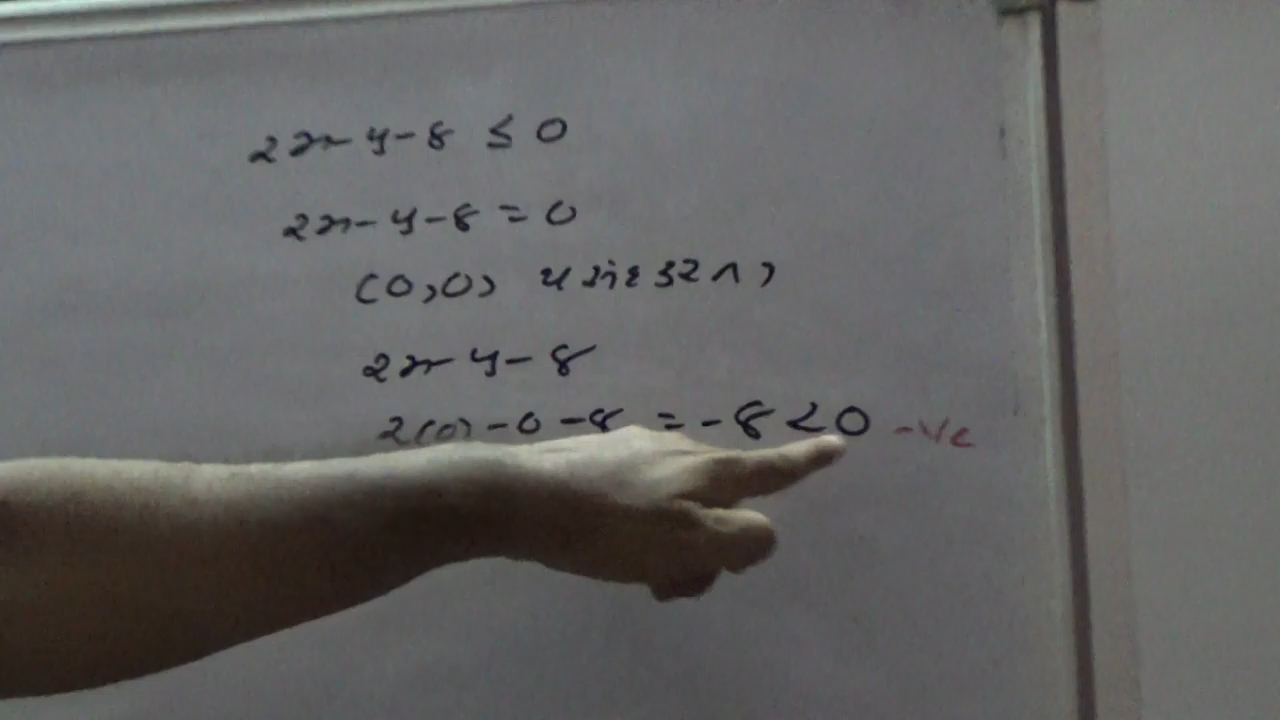 2x-y-8 ≤ 0
2x-y-8=0
(0,0)
2x-y-8
2(0)-0-8 = -8<0 -ve